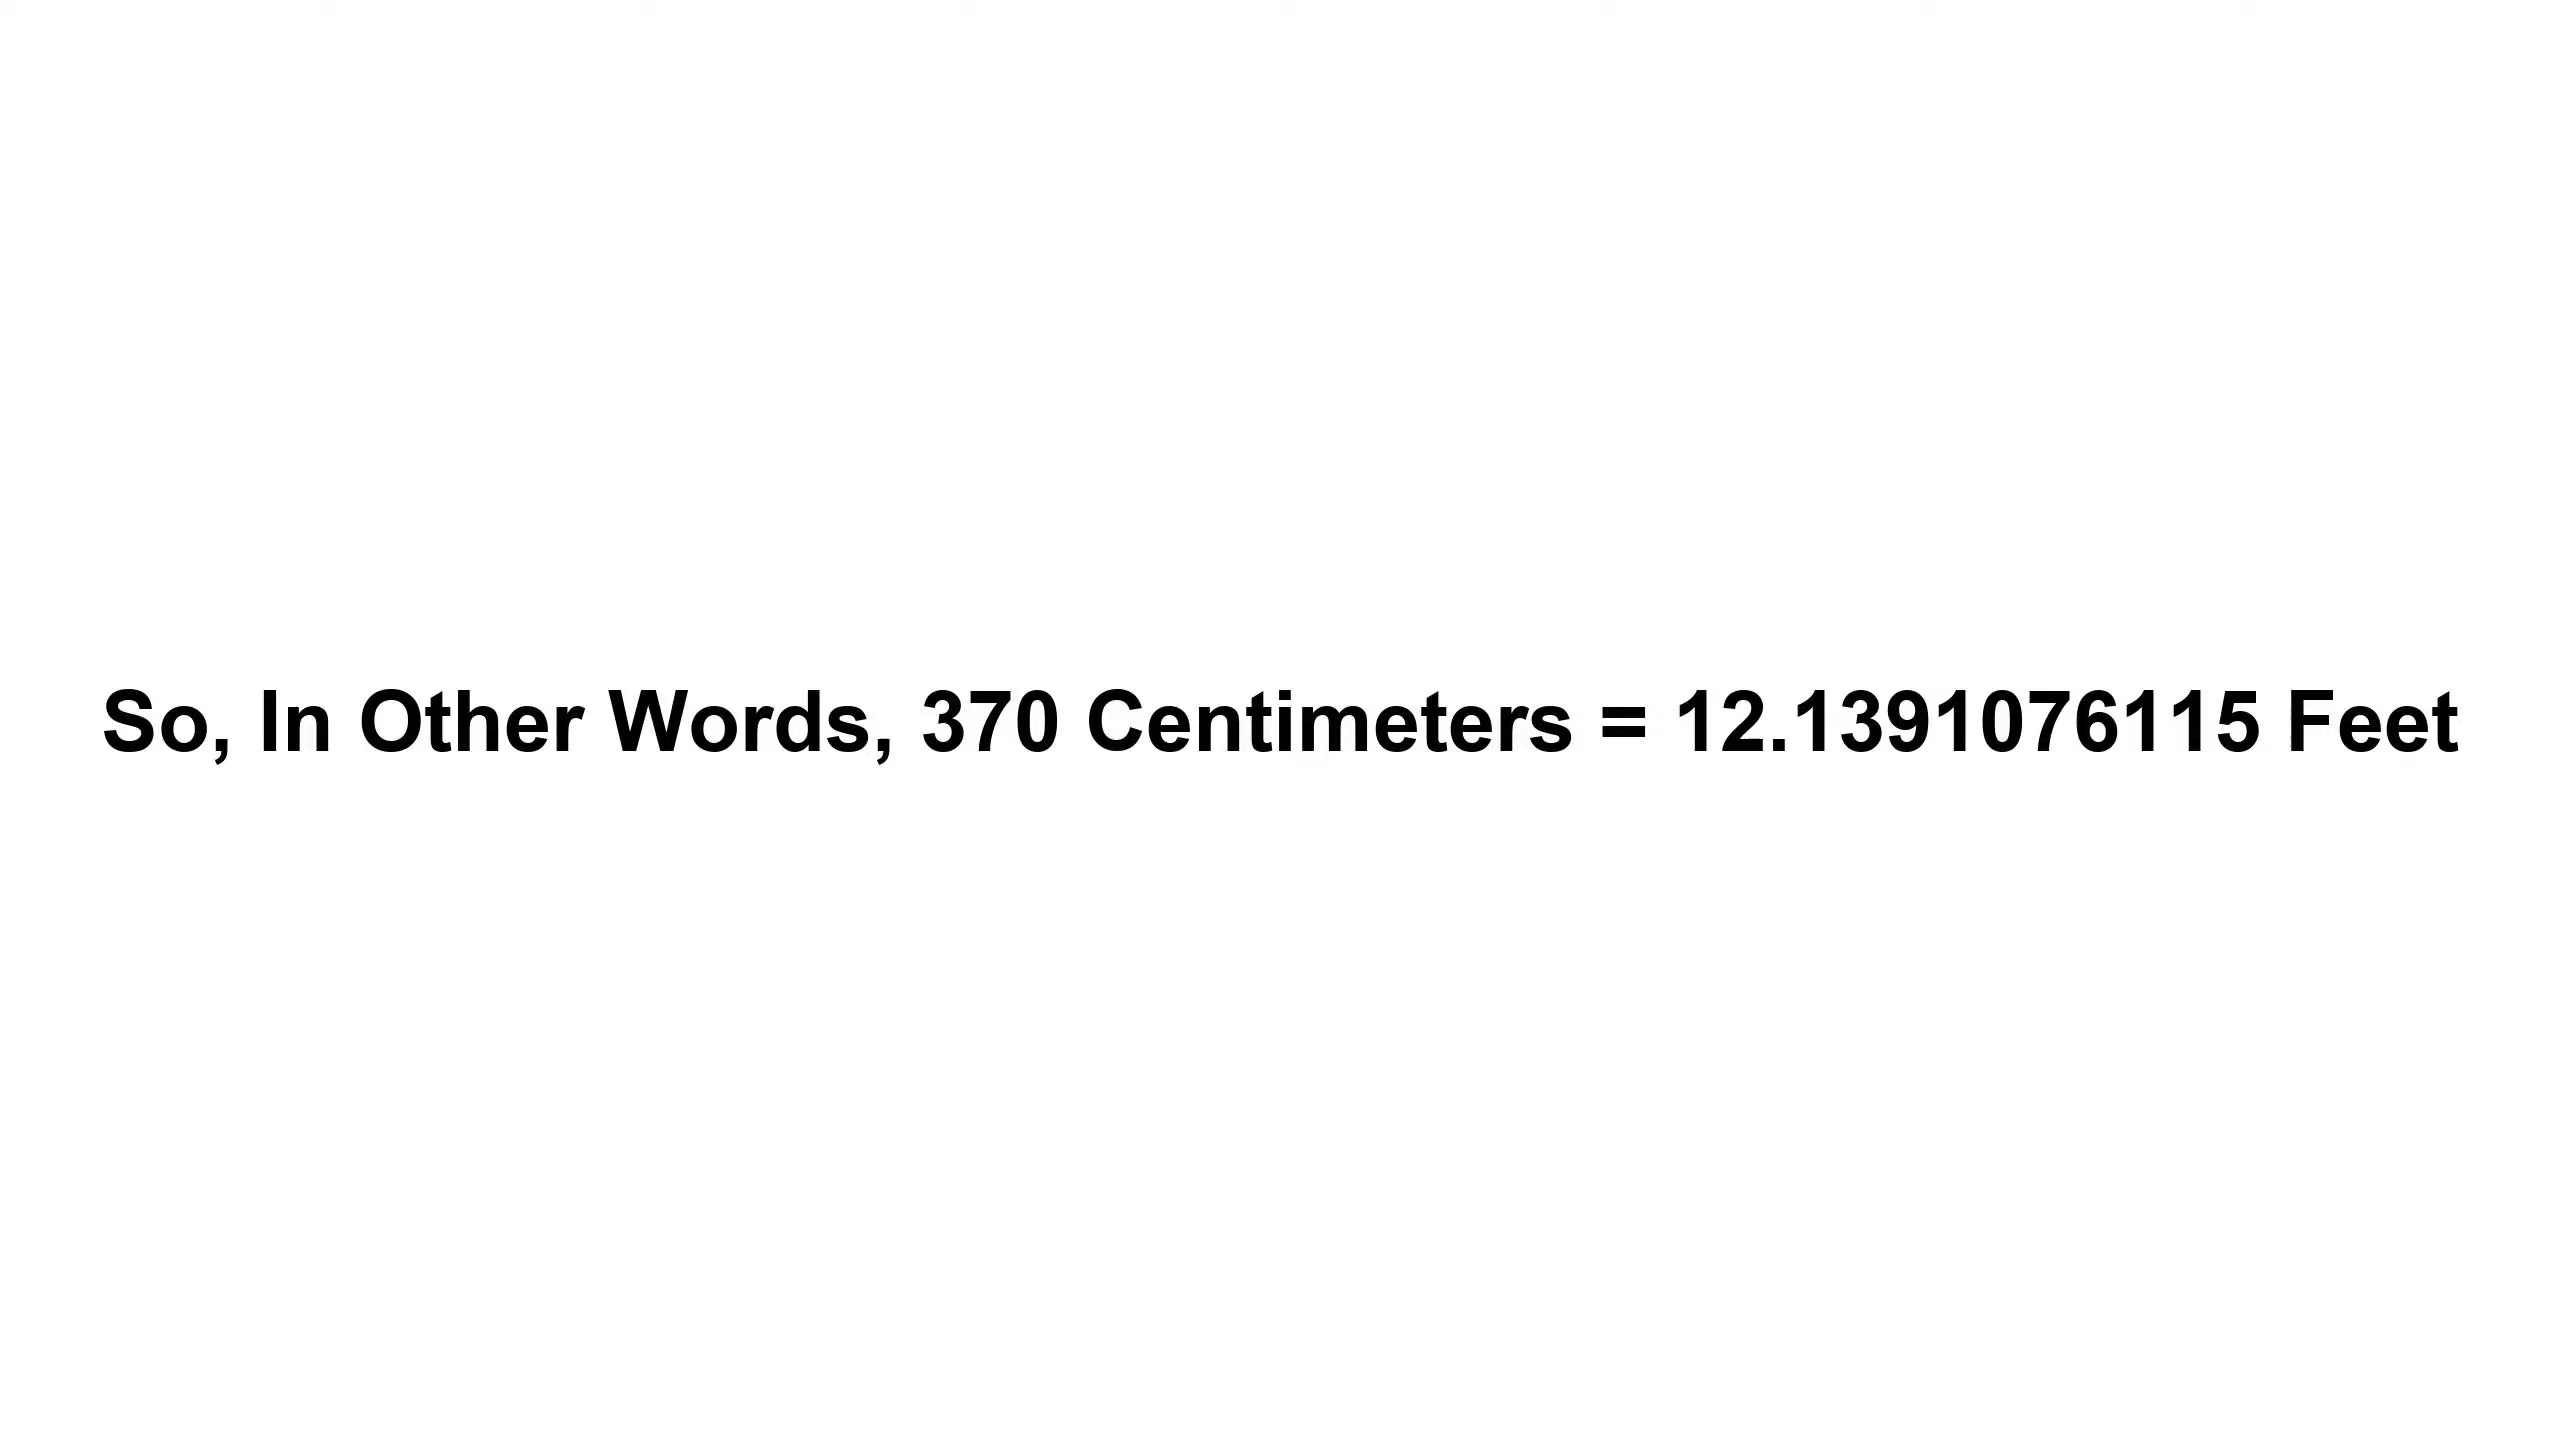 So, In Other Words, 370 Centimeters = 12.1391076115 Feet